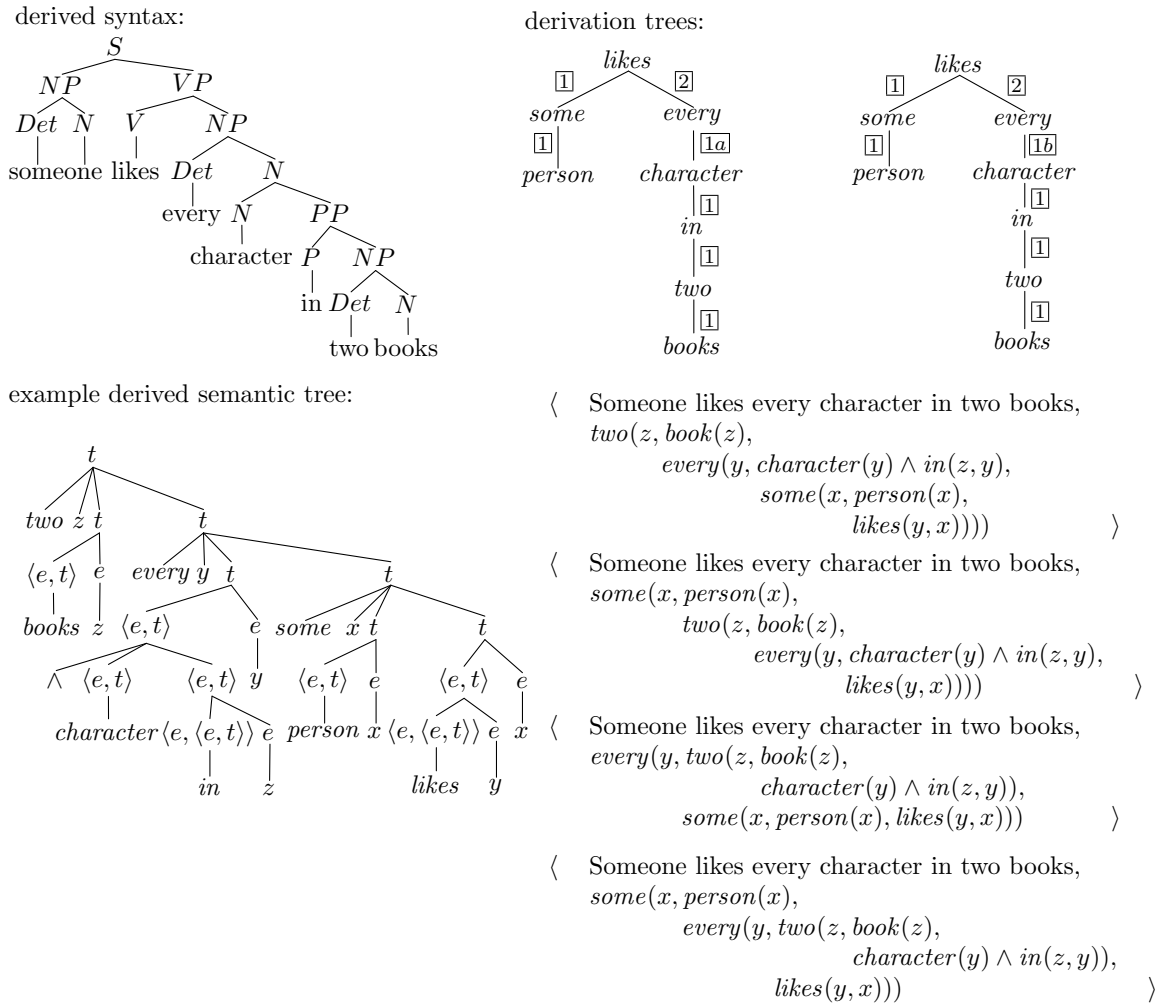 derived syntax:
S
NP VP
Det N V NP
someone likes Det N
every N PP
character P NP
in Det N
two books
derivation trees:
likes
1 2
some every
1 1a
person character
1
in
1
two
1
books
likes
1 2
some every
1 1b
person character
1
in
1
two
1
books
example derived semantic tree:
t
two z t t
⟨e, t⟩ e every y t t
books z ⟨e, t⟩ e some x t t
∧ ⟨e, t⟩ ⟨e, t⟩ y ⟨e, t⟩ e ⟨e, t⟩ e
character ⟨e, ⟨e, t⟩⟩ e person x ⟨e, ⟨e, t⟩⟩ e x
in z likes y
⟨ Someone likes every character in two books,
two(z, book(z),
every(y, character(y) ∧ in(z, y),
some(x, person(x),
likes(y, x)))) ⟩
⟨ Someone likes every character in two books,
some(x, person(x),
two(z, book(z),
every(y, character(y) ∧ in(z, y),
likes(y, x)))) ⟩
⟨ Someone likes every character in two books,
every(y, two(z, book(z),
character(y) ∧ in(z, y)),
some(x, person(x), likes(y, x))) ⟩
⟨ Someone likes every character in two books,
some(x, person(x),
every(y, two(z, book(z),
character(y) ∧ in(z, y)),
likes(y, x))) ⟩